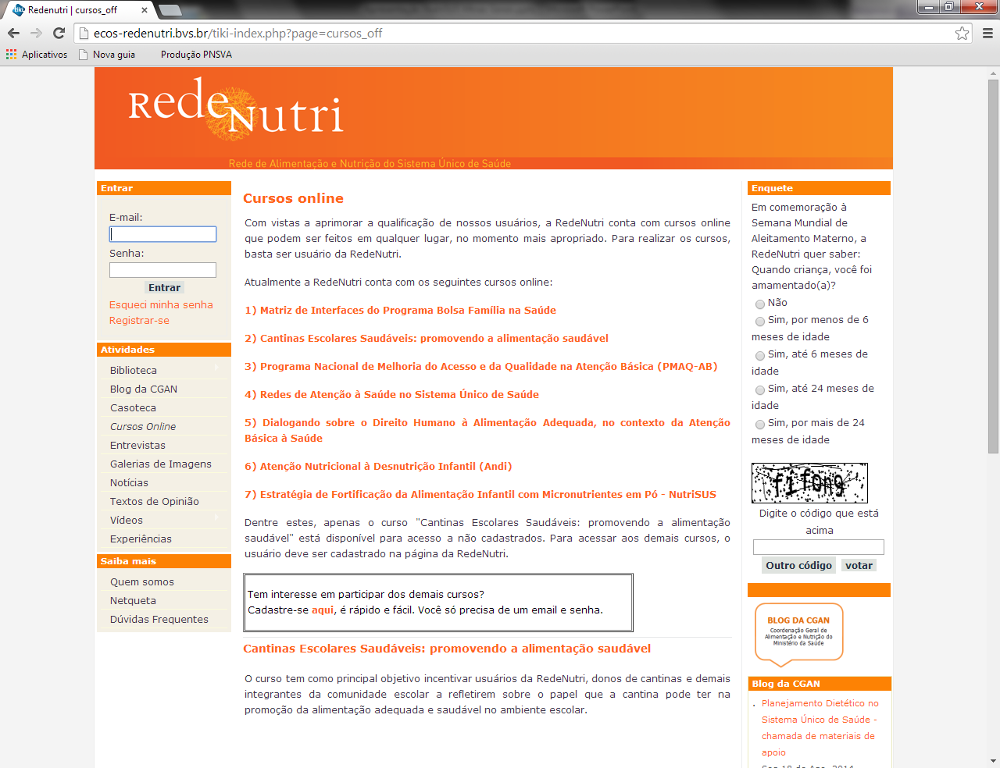 Redenutri | cursos_off
ecos-redenutri.bvs.br/tiki-index.php?page=cursos_off
Aplicativos
Nova guia
Produção PNSVA
RedeNutri
Rede de Alimentação e Nutrição do Sistema Único de Saúde
Entrar
E-mail:
Senha:
Entrar
Esqueci minha senha
Registrar-se
Atividades
Biblioteca
Blog da CGAN
Casoteca
Cursos Online
Entrevistas
Galerias de Imagens
Notícias
Textos de Opinião
Vídeos
Experiências
Saiba mais
Quem somos
Netqueta
Dúvidas Frequentes
Cursos online
Com vistas a aprimorar a qualificação de nossos usuários, a RedeNutri conta com cursos online
que podem ser feitos em qualquer lugar, no momento mais apropriado. Para realizar os cursos,
basta ser usuário da RedeNutri.
Atualmente a RedeNutri conta com os seguintes cursos online:
1) Matriz de Interfaces do Programa Bolsa Família na Saúde
2) Cantinas Escolares Saudáveis: promovendo a alimentação saudável
3) Programa Nacional de Melhoria do Acesso e da Qualidade na Atenção Básica (PMAQ-AB)
4) Redes de Atenção à Saúde no Sistema Único de Saúde
5) Dialogando sobre o Direito Humano à Alimentação Adequada, no contexto da Atenção
Básica à Saúde
6) Atenção Nutricional à Desnutrição Infantil (Andi)
7) Estratégia de Fortificação da Alimentação Infantil com Micronutrientes em Pó - NutriSUS
Dentre estes, apenas o curso "Cantinas Escolares Saudáveis: promovendo a alimentação
saudável" está disponível para acesso a não cadastrados. Para acessar aos demais cursos, o
usuário deve ser cadastrado na página da RedeNutri.
Tem interesse em participar dos demais cursos?
Cadastre-se aqui, é rápido e fácil. Você só precisa de um email e senha.
Cantinas Escolares Saudáveis: promovendo a alimentação saudável
O curso tem como principal objetivo incentivar usuários da RedeNutri, donos de cantinas e demais
integrantes da comunidade escolar a refletirem sobre o papel que a cantina pode ter na
promoção da alimentação adequada e saudável no ambiente escolar.
Enquete
Em comemoração à
Semana Mundial de
Aleitamento Materno, a
RedeNutri quer saber:
Quando criança, você foi
amamentado(a)?
Não
Sim, por menos de 6
meses de idade
Sim, até 6 meses de
idade
Sim, até 24 meses de
idade
Sim, por mais de 24
meses de idade
Digite o código que está
acima
Outro código votar
BLOG DA CGAN
Coordenação Geral de
Alimentação e Nutrição do
Ministério da Saúde
Blog da CGAN
. Planejamento Dietético no
Sistema Único de Saúde -
chamada de materiais de
apoio